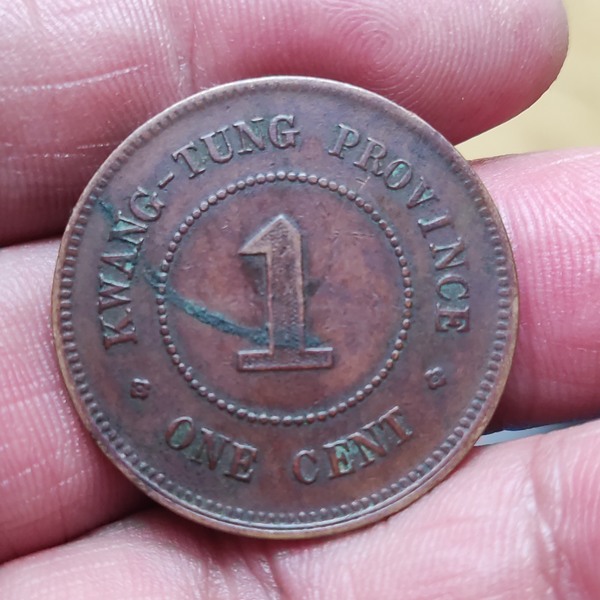 KWANG-TUNG PROVINCE
1
ONE CENT